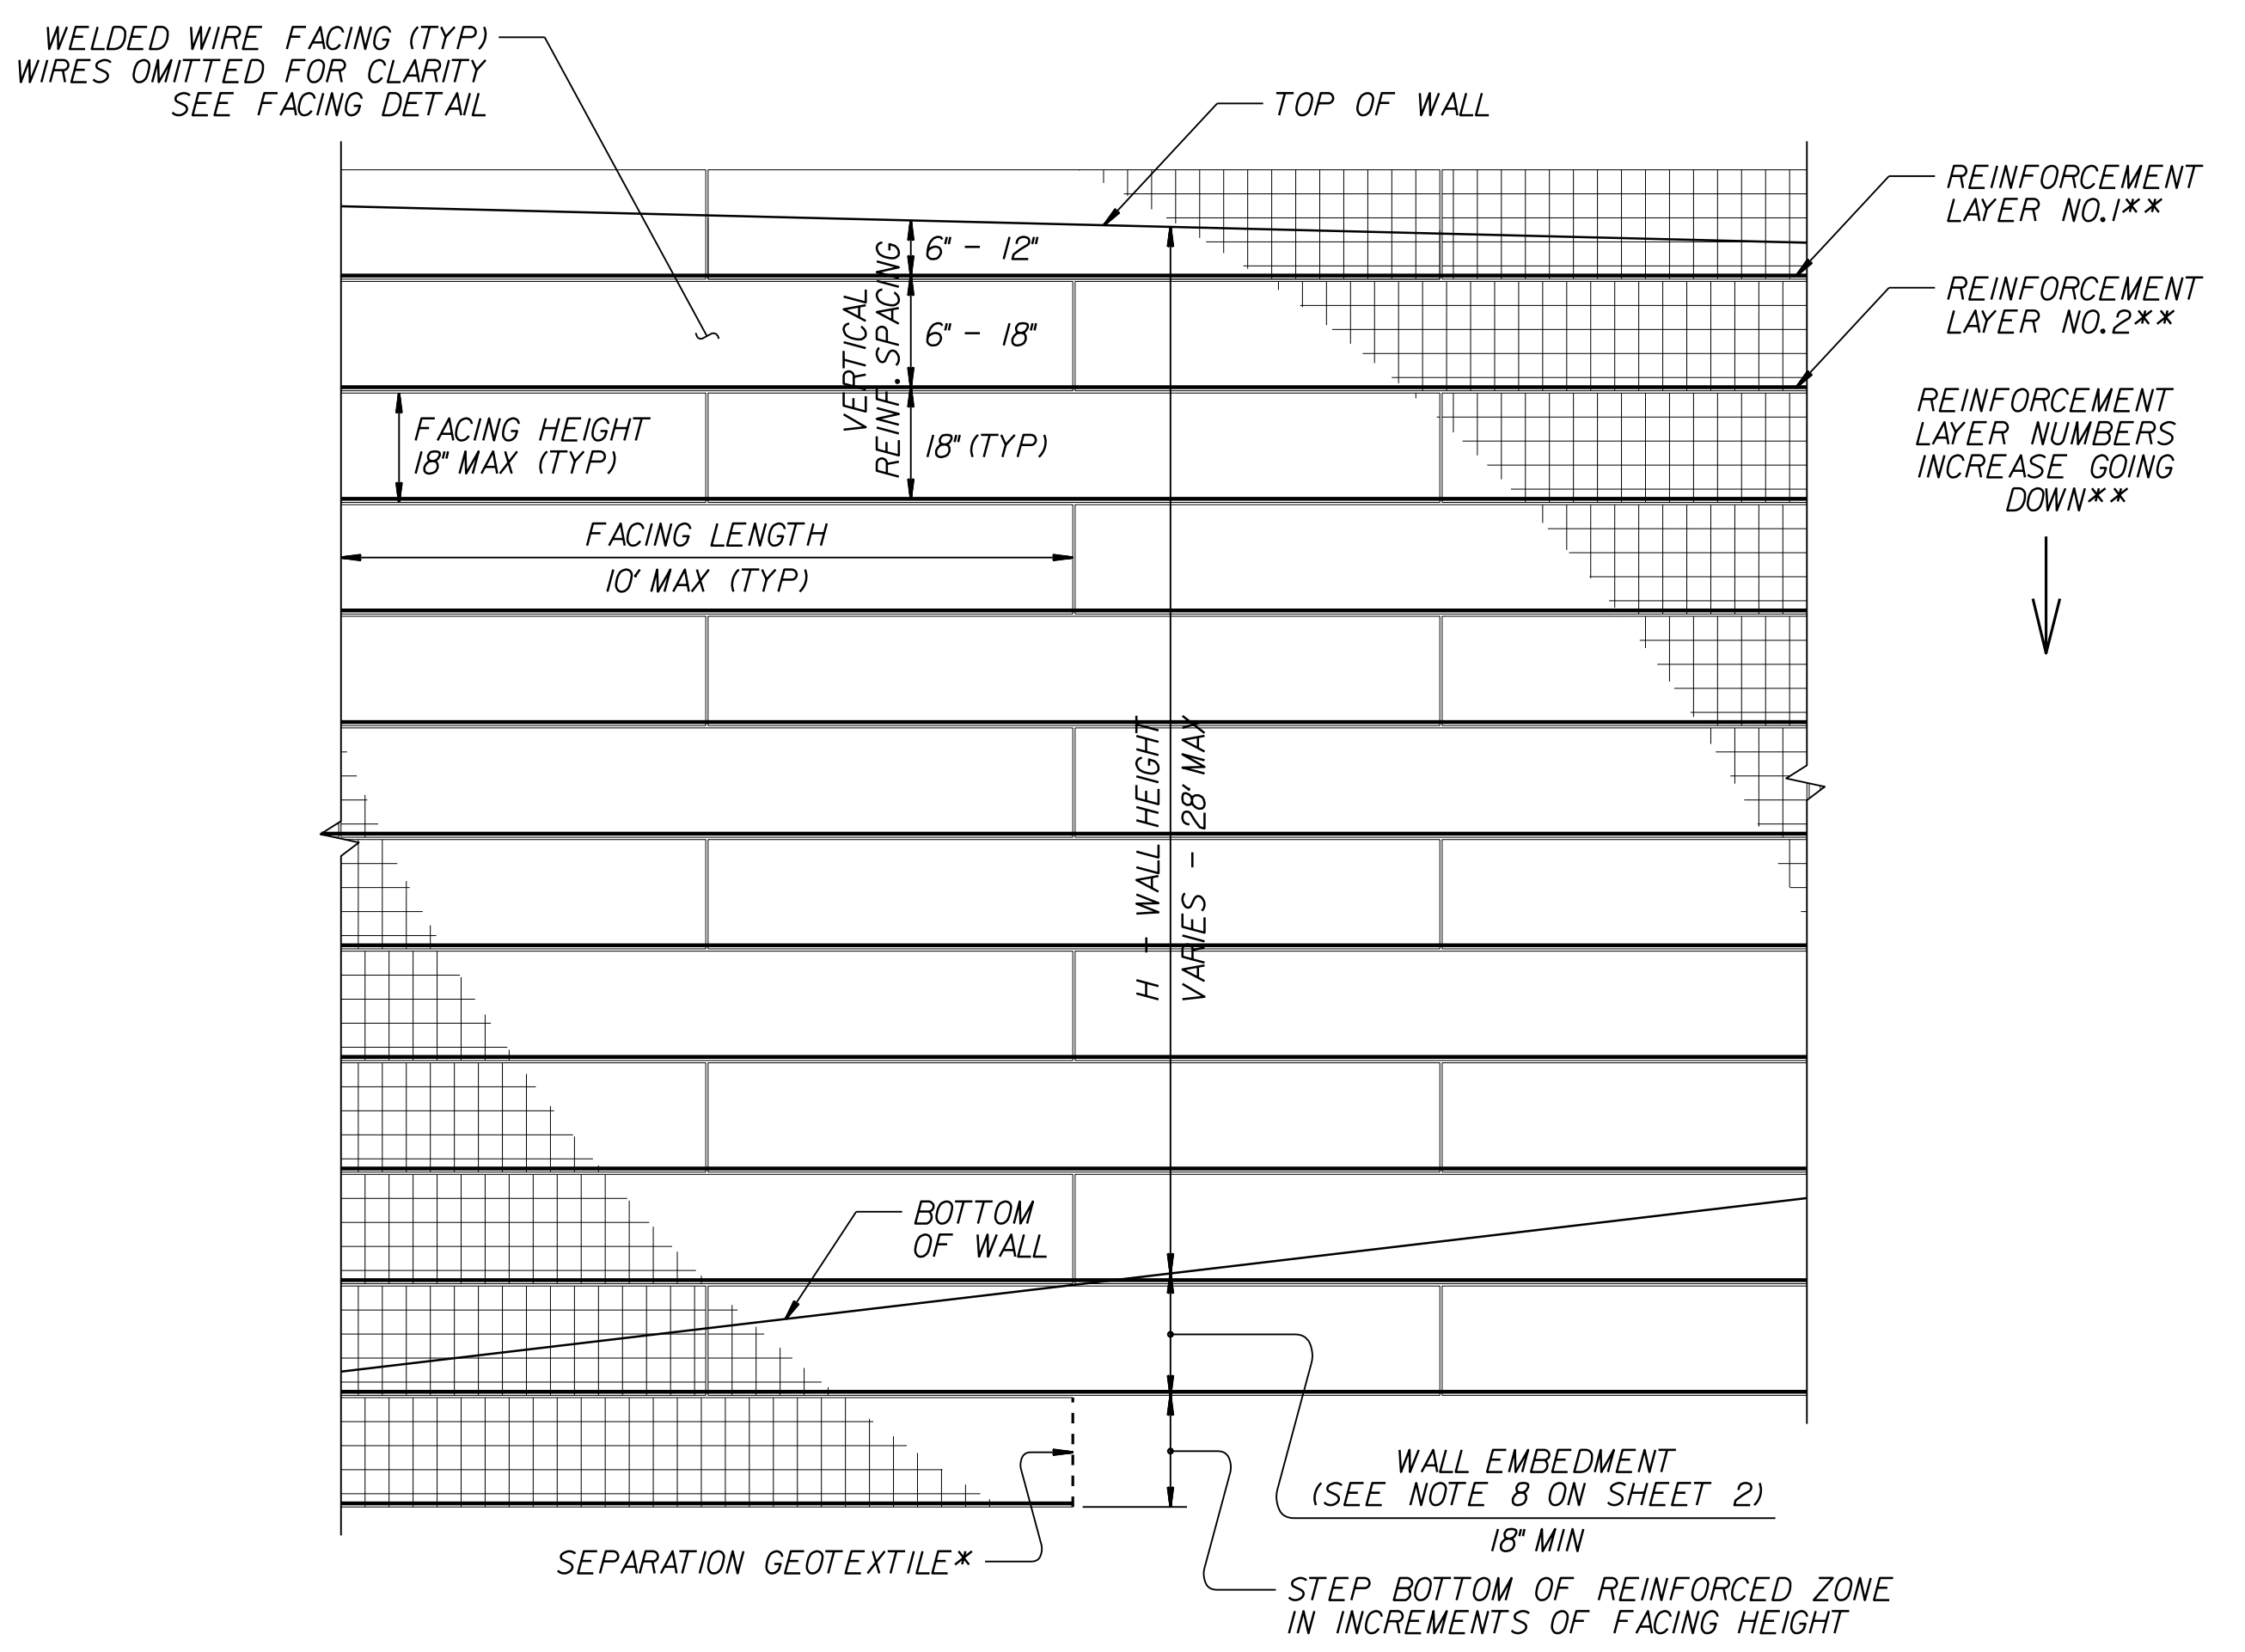 WELDED WIRE FACING (TYP)
WIRES OMITTED FOR CLARITY
SEE FACING DETAIL
TOP OF WALL
REINFORCEMENT
LAYER NO.1**
REINFORCEMENT
LAYER NO.2**
REINFORCEMENT
LAYER NUMBERS
INCREASE GOING
DOWN**
VERTICAL
REINF. SPACING
6" - 12"
6" - 18"
18" (TYP)
FACING HEIGHT
18" MAX (TYP)
FACING LENGTH
10' MAX (TYP)
H - WALL HEIGHT
VARIES - 28' MAX
BOTTOM
OF WALL
WALL EMBEDMENT
(SEE NOTE 8 ON SHEET 2)
18" MIN
SEPARATION GEOTEXTILE*
STEP BOTTOM OF REINFORCED ZONE
IN INCREMENTS OF FACING HEIGHT